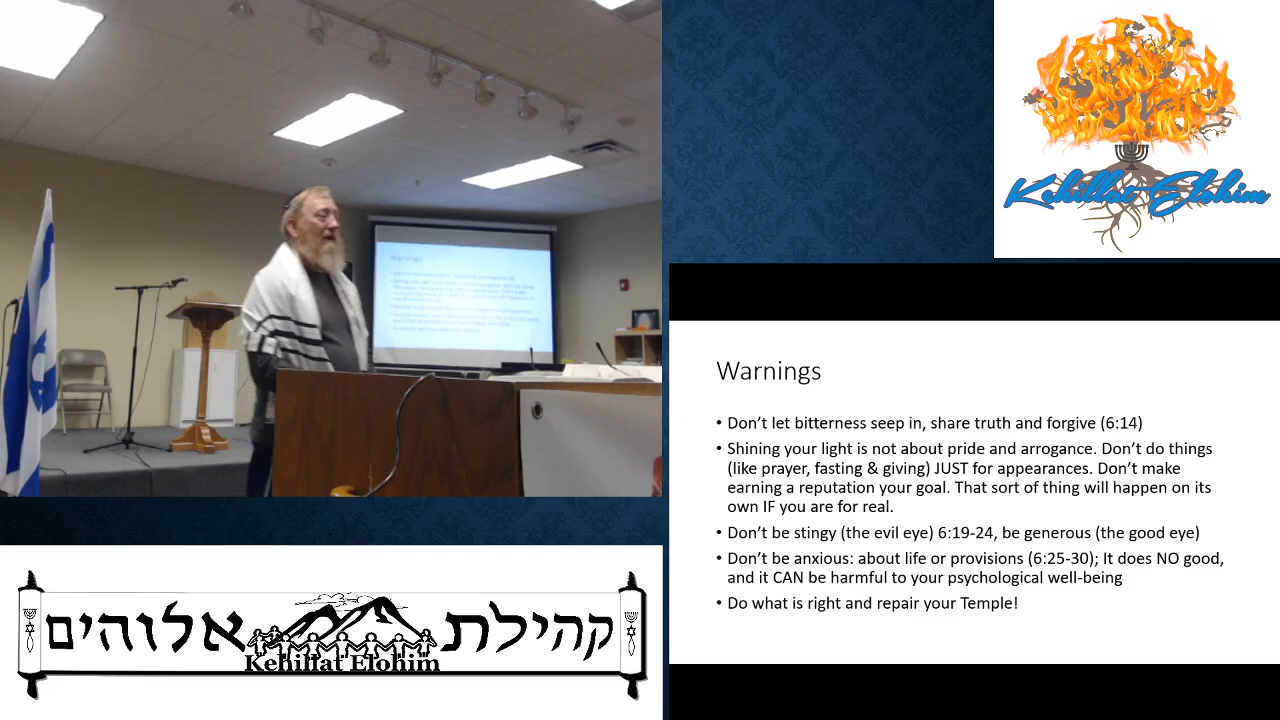 Kehillat Elohim
Warnings
• Don’t let bitterness seep in, share truth and forgive (6:14)
• Shining your light is not about pride and arrogance. Don’t do things
(like prayer, fasting & giving) JUST for appearances. Don’t make
earning a reputation your goal. That sort of thing will happen on its
own IF you are for real.
• Don’t be stingy (the evil eye) 6:19-24, be generous (the good eye)
• Don’t be anxious: about life or provisions (6:25-30); It does NO good,
and it CAN be harmful to your psychological well-being
• Do what is right and repair your Temple!
Warnings
קהילת אלוהים
Kehillat Elohim